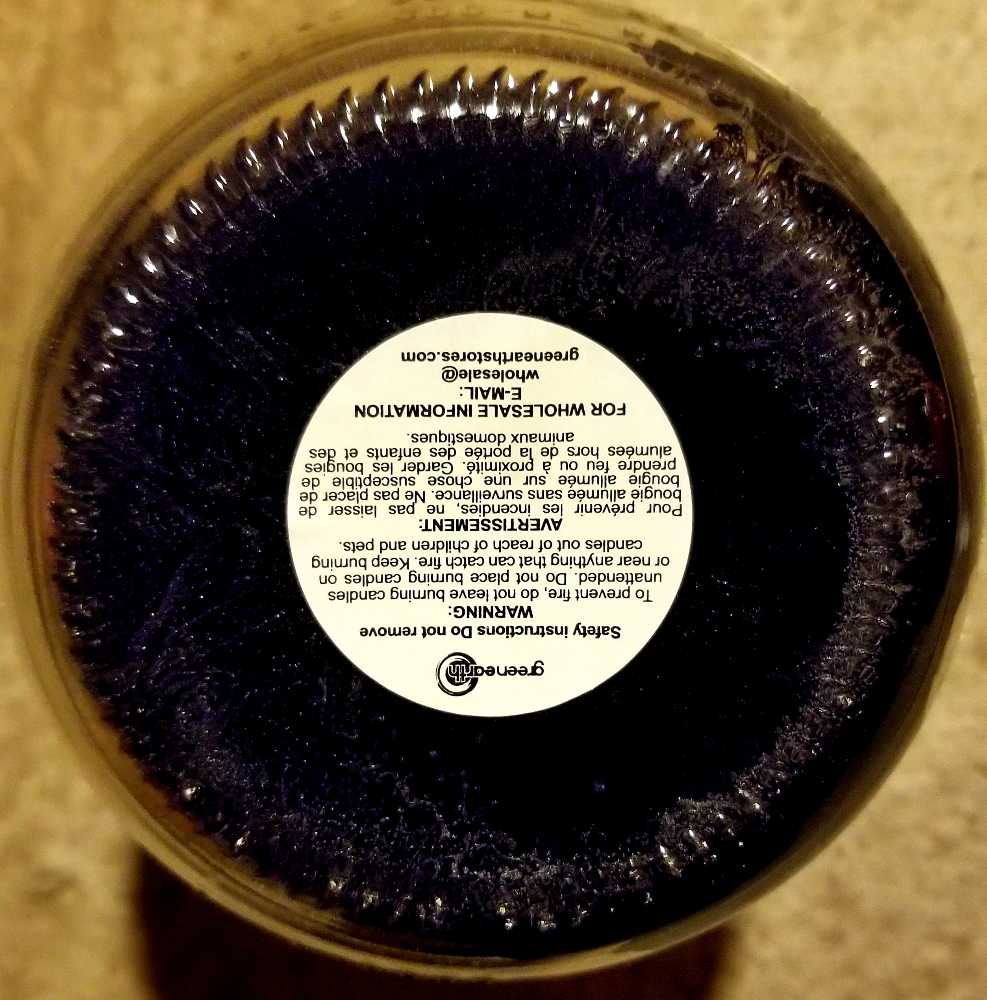 greenearth
Safety instructions Do not remove
WARNING:
To prevent fire, do not leave burning candles
unattended. Do not place burning candles on
or near anything that can catch fire. Keep burning
candles out of reach of children and pets.
AVERTISSEMENT:
Pour prévenir les incendies, ne pas laisser de
bougie allumée sans surveillance. Ne pas placer de
bougie allumée sur une chose susceptible de
prendre feu ou à proximité. Garder les bougies
alumées hors de la portée des enfants et des
animaux domestiques.
FOR WHOLESALE INFORMATION
E-MAIL:
wholesale@
greenearthstores.com